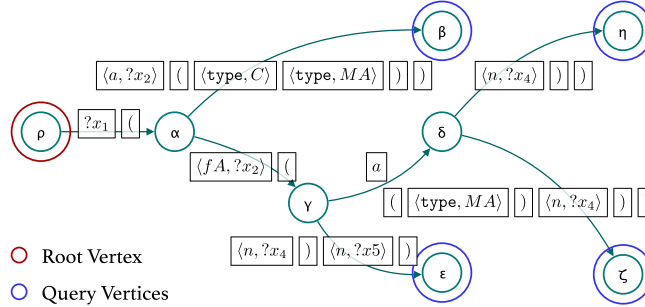 β
η
⟨a, ?x₂⟩ ( ⟨type, C⟩ ⟨type, MA⟩ ) )
⟨n, ?x₄⟩ ) )
ρ
?x₁ (
α
δ
⟨fA, ?x₂⟩ (
a
γ
( ⟨type, MA⟩ ) ⟨n, ?x₄⟩ )
⟨n, ?x₄ ) ⟨n, ?x5⟩ )
Root Vertex
ε
ζ
Query Vertices